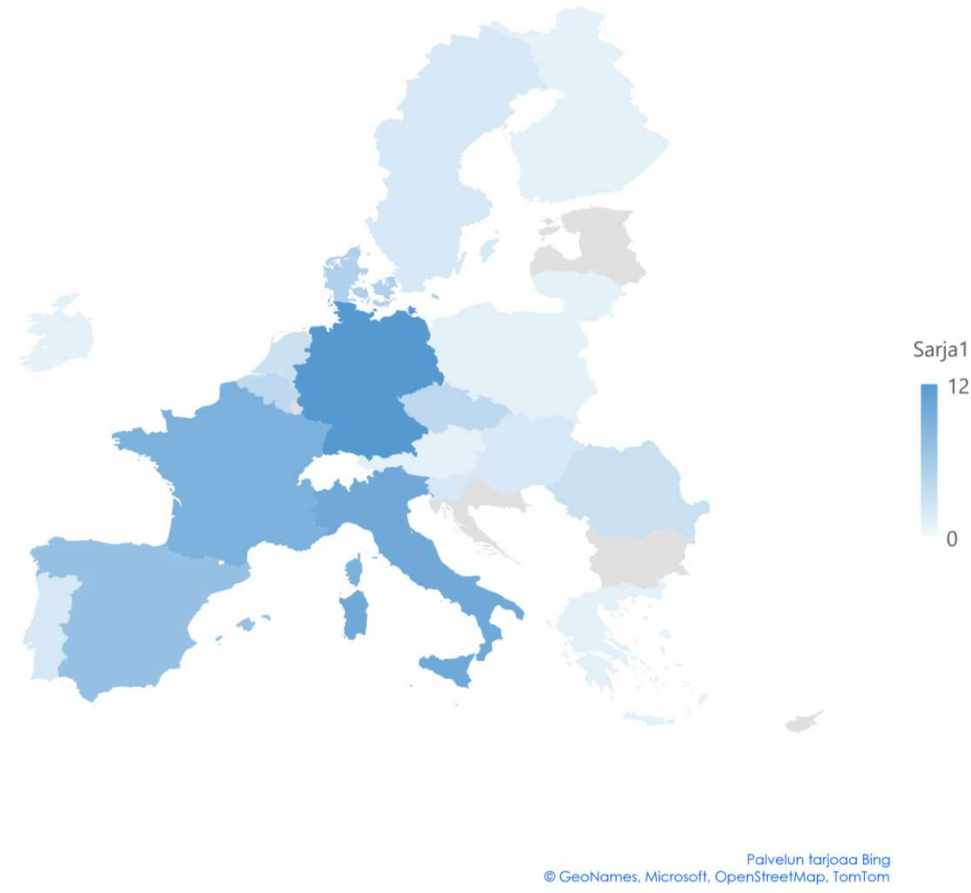 Sarja1
12
0
Palvelun tarjoaa Bing
© GeoNames, Microsoft, OpenStreetMap, TomTom